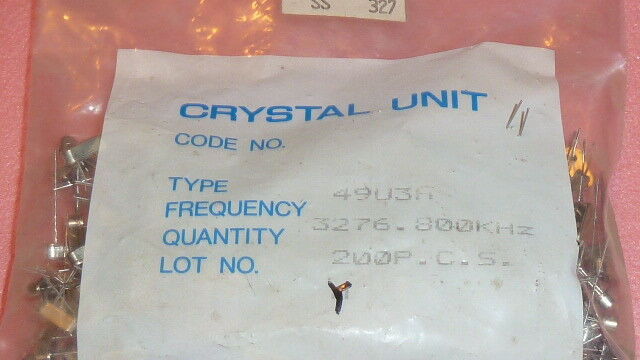 SS 327
CRYSTAL UNIT
CODE NO.
TYPE 49U3A
FREQUENCY 3276.800KHz
QUANTITY 200P.C.S.
LOT NO.